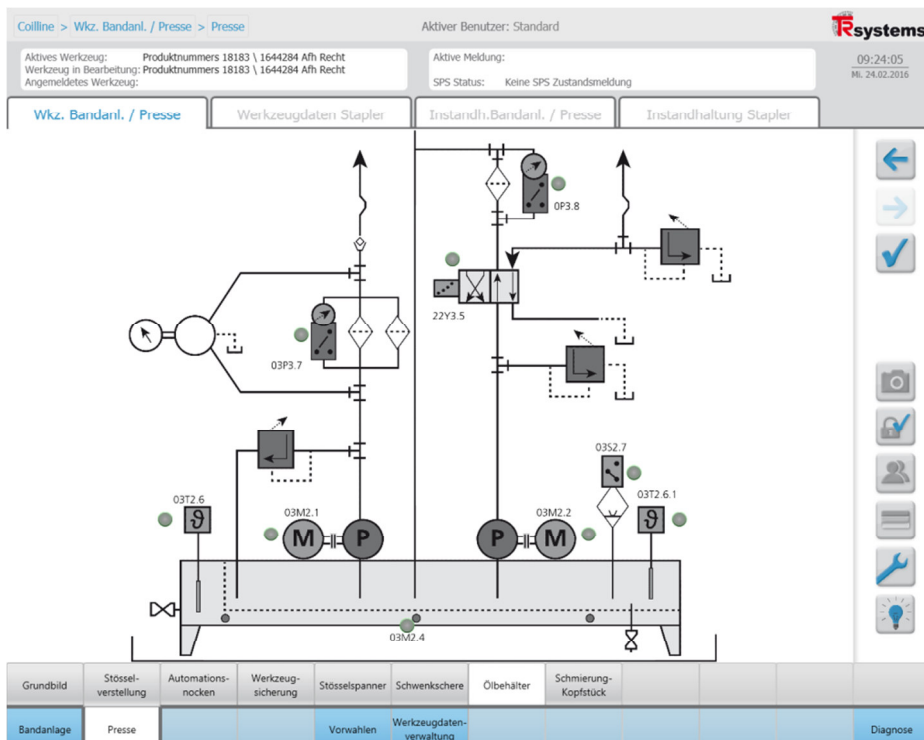 Coilline > Wkz. Bandanl. / Presse > Presse
Aktiver Benutzer: Standard
TRsystems
Aktives Werkzeug: Produktnummers 18183 \ 1644284 Afh Recht
Werkzeug in Bearbeitung: Produktnummers 18183 \ 1644284 Afh Recht
Angemeldetes Werkzeug:
Aktive Meldung:
SPS Status: Keine SPS Zustandsmeldung
09:24:05
Mi. 24.02.2016
Wkz. Bandanl. / Presse
Werkzeugdaten Stapler
Instandh.Bandanl. / Presse
Instandhaltung Stapler
0P3.8
22Y3.5
03P3.7
03S2.7
03T2.6
ϑ
03M2.1
M
P
P
M
03M2.2
03T2.6.1
ϑ
03M2.4
Grundbild
Stössel-
verstellung
Automations-
nocken
Werkzeug-
sicherung
Stösselspanner
Schwenkschere
Ölbehälter
Schmierung-
Kopfstück
Bandanlage
Presse
Vorwahlen
Werkzeugdaten-
verwaltung
Diagnose